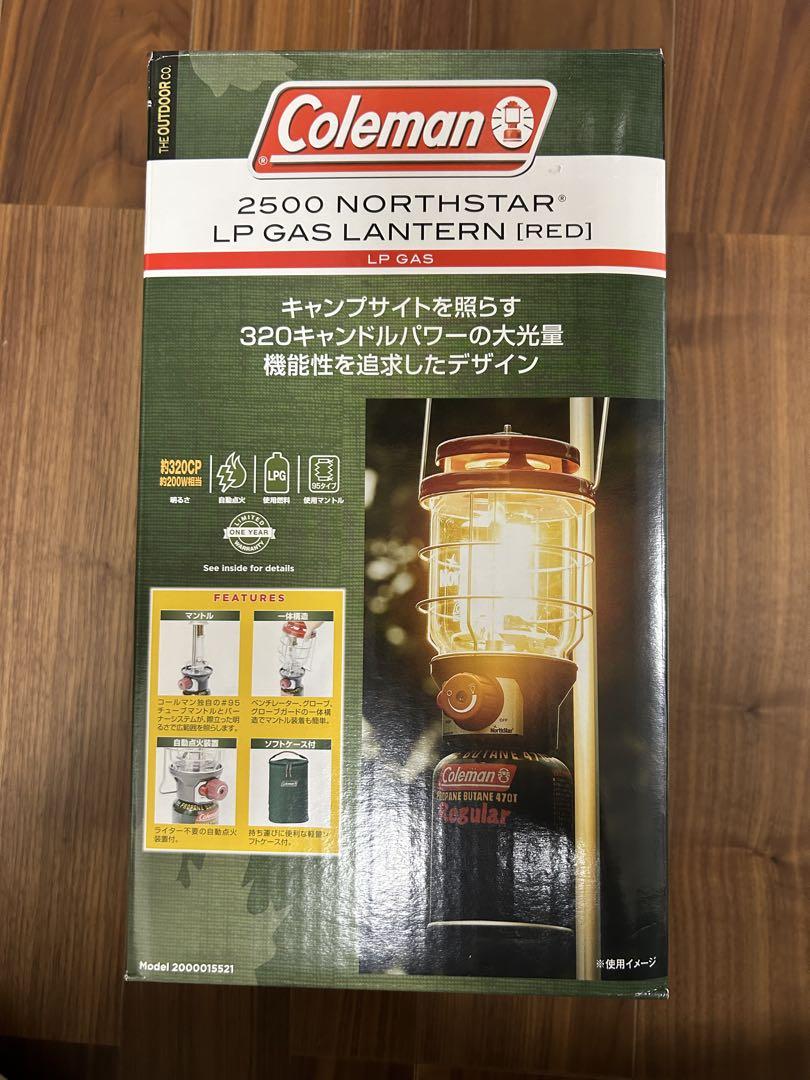 THE OUTDOOR CO.
Coleman
®
2500 NORTHSTAR®
LP GAS LANTERN [RED]
LP GAS
キャンプサイトを照らす
320キャンドルパワーの大光量
機能性を追求したデザイン
約320CP
約200W相当
明るさ
自動点火
LPG
使用燃料
95タイプ
使用マントル
LIMITED
ONE YEAR
WARRANTY
See inside for details
FEATURES
マントル
コールマン独自の#95
チューブマントルとバー
ナーシステムが、際立った明
るさで広範囲を照らします。
一体構造
ベンチレーター、グローブ、
グローブガードの一体構
造でマントル装着も簡単。
自動点火装置
ライター不要の自動点火
装置付。
ソフトケース付
Coleman
持ち運びに便利な軽量ソ
フトケース付。
OFF
NorthStar
BUTANE 47
Coleman
PROPANE BUTANE 470T
Regular
Model 2000015521
※使用イメージ